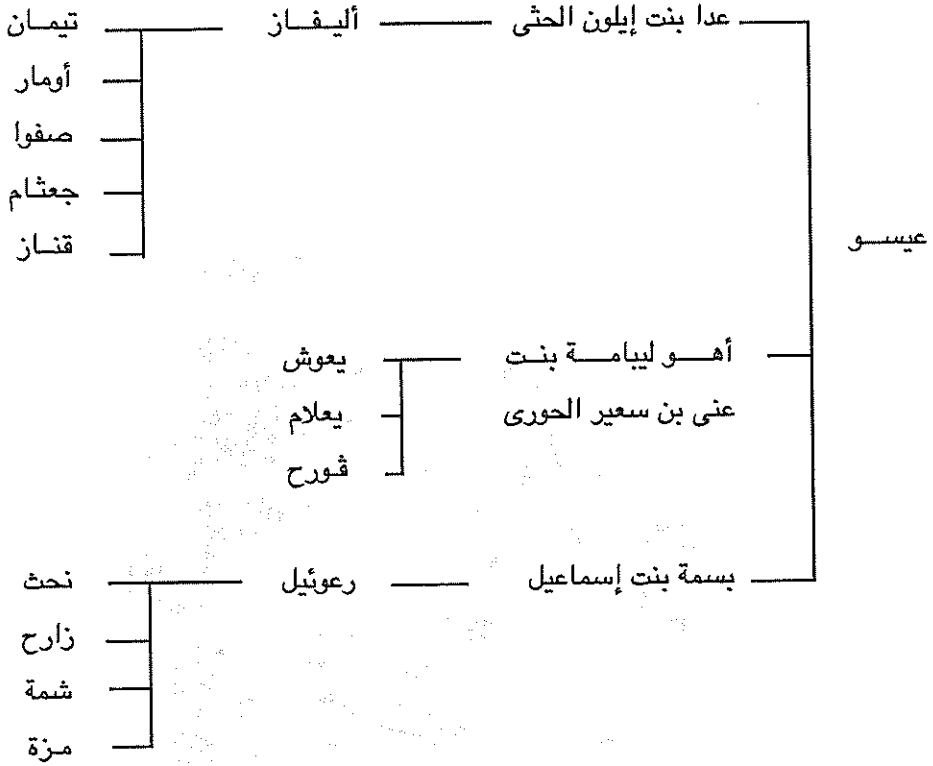 عدا بنت إيلون الحثى أليفاز تيمان
أومار
صفوا
جعثام
قناز
عيسو
أهو ليبامة بنت يعوش
عنى بن سعير الحورى يعلام
قورح
بسمة بنت إسماعيل رعوئيل نحث
زارح
شمة
مزة